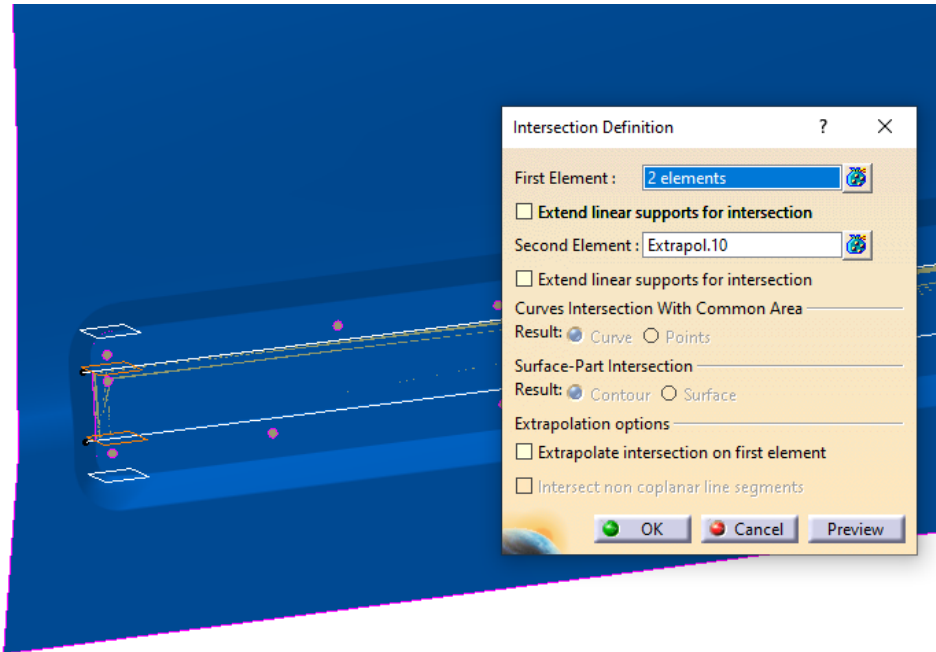 Intersection Definition ? ×
First Element : 2 elements
Extend linear supports for intersection
Second Element : Extrapol.10
Extend linear supports for intersection
Curves Intersection With Common Area
Result: Curve Points
Surface-Part Intersection
Result: Contour Surface
Extrapolation options
Extrapolate intersection on first element
Intersect non coplanar line segments
OK Cancel Preview